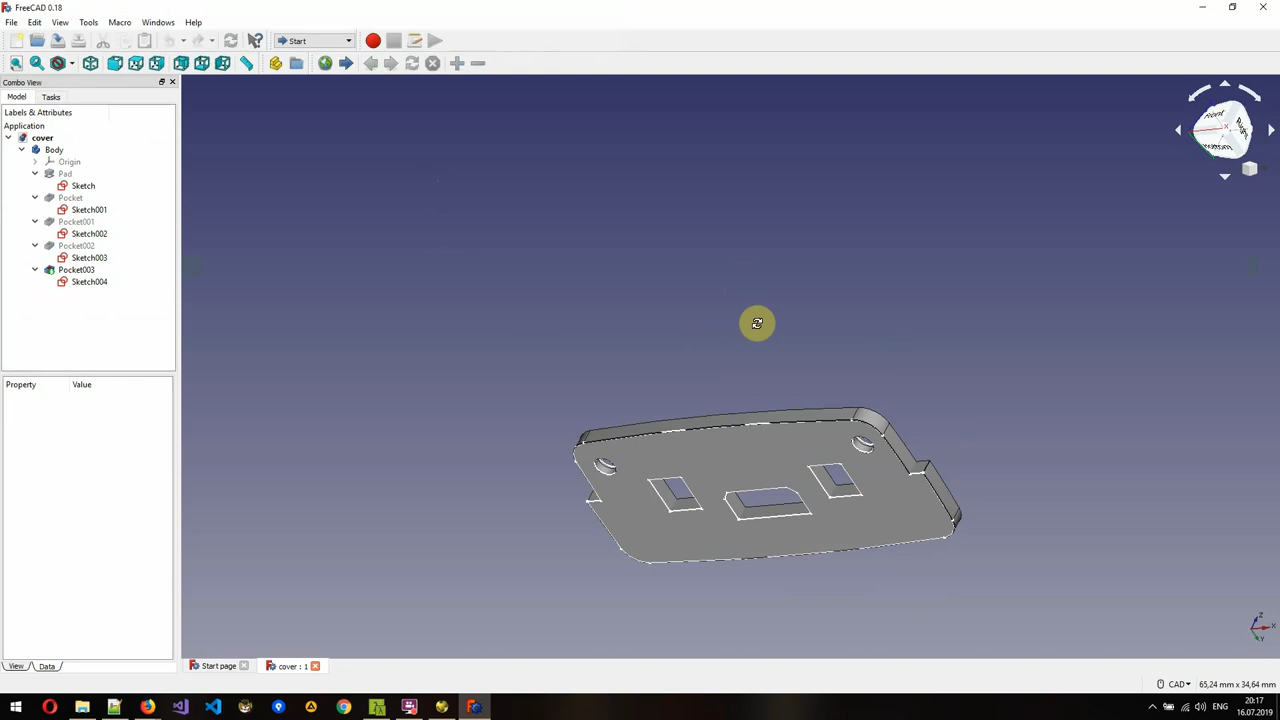 FreeCAD 0.18
File Edit View Tools Macro Windows Help
Start
Combo View
Model Tasks
Labels & Attributes
Application
cover
Body
Origin
Pad
Sketch
Pocket
Sketch001
Pocket001
Sketch002
Pocket002
Sketch003
Pocket003
Sketch004
Property Value
Front
Z
X
Y
View Data
Start page cover : 1
CAD 65,24 mm x 34,64 mm
ENG 20:17
16.07.2019